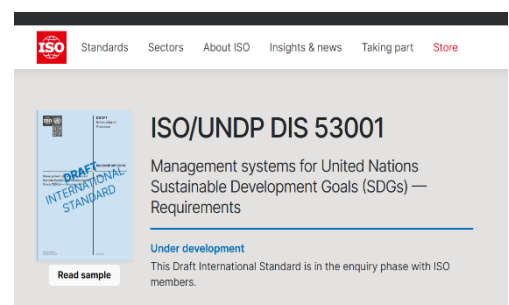 ISO
Standards Sectors About ISO Insights & news Taking part Store
DRAFT
INTERNATIONAL
STANDARD
Read sample
ISO/UNDP DIS 53001
Management systems for United Nations
Sustainable Development Goals (SDGs) —
Requirements
Under development
This Draft International Standard is in the enquiry phase with ISO
members.